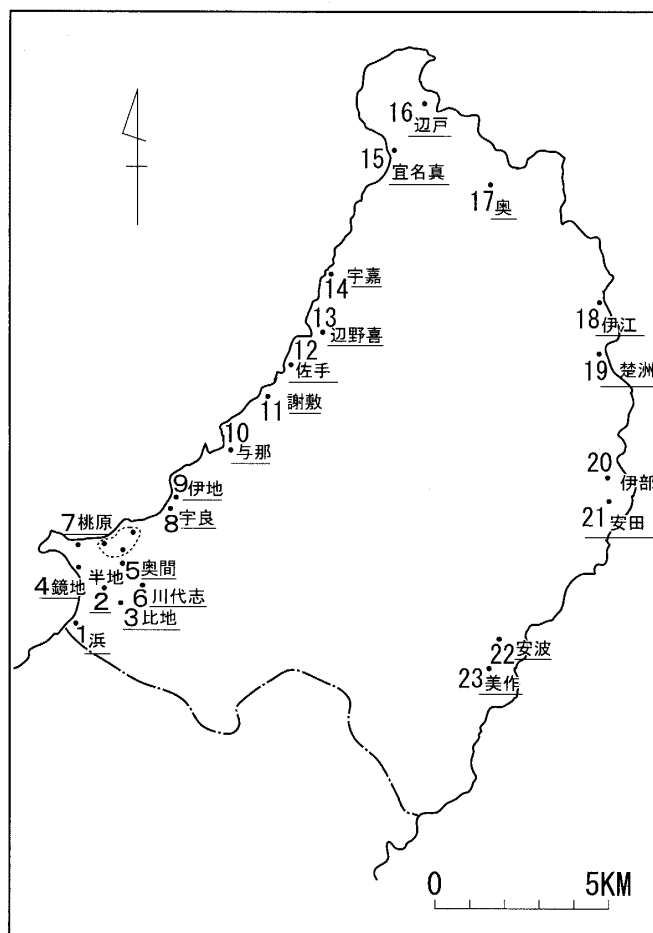 16 辺戸
15 宜名真
17 奥
14 宇嘉
13 辺野喜
12 佐手
11 謝敷
10 与那
9 伊地
8 宇良
7 桃原
18 伊江
19 楚洲
20 伊部
21 安田
4 鏡地
半地 2
5 奥間
6 川代志
3 比地
1 浜
22 安波
23 美作
0 5KM